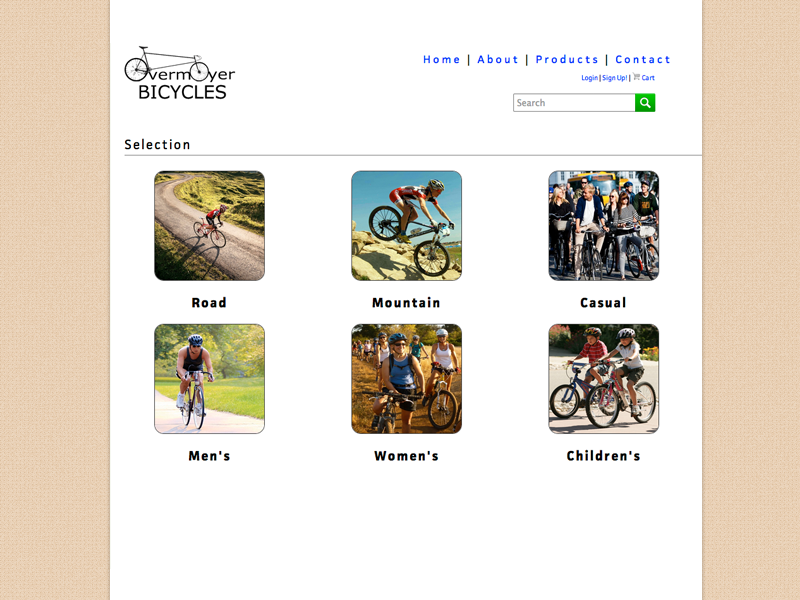 Overmoyer
BICYCLES
Home | About | Products | Contact
Login | Sign Up! | Cart
Search
Selection
Road
Mountain
Casual
Men's
Women's
Children's